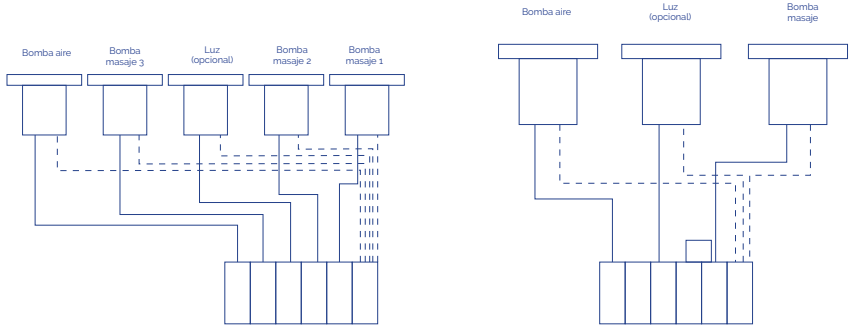 Bomba aire
Bomba
masaje 3
Luz
(opcional)
Bomba
masaje 2
Bomba
masaje 1
Bomba aire
Luz
(opcional)
Bomba
masaje